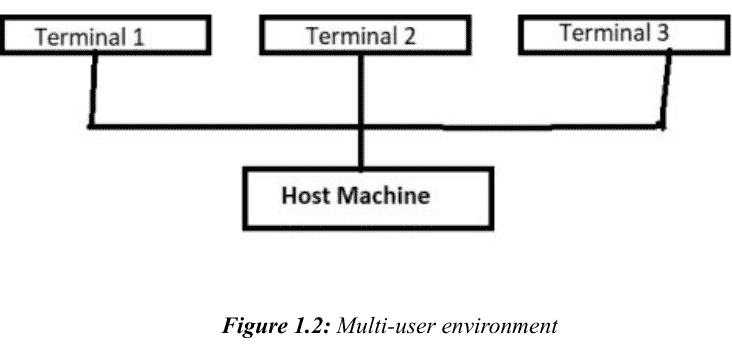 Terminal 1
Terminal 2
Terminal 3
Host Machine
Figure 1.2: Multi-user environment